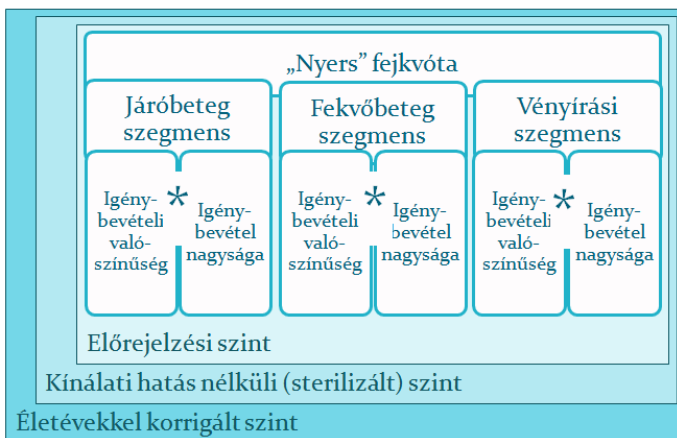 „Nyers” fejkvóta
Járóbeteg
szegmens
Fekvőbeteg
szegmens
Vényírási
szegmens
Igény-
bevételi
való-
színűség
*
Igény-
bevétel
nagysága
Igény-
bevételi
való-
színűség
*
Igény-
bevétel
nagysága
Igény-
bevételi
való-
színűség
*
Igény-
bevétel
nagysága
Előrejelzési szint
Kínálati hatás nélküli (sterilizált) szint
Életévekkel korrigált szint